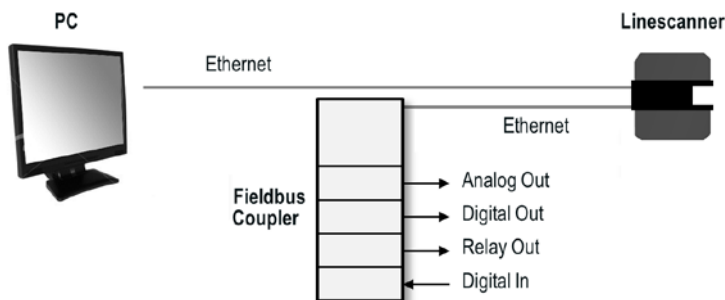 PC
Linescanner
Ethernet
Ethernet
Fieldbus
Coupler
Analog Out
Digital Out
Relay Out
Digital In